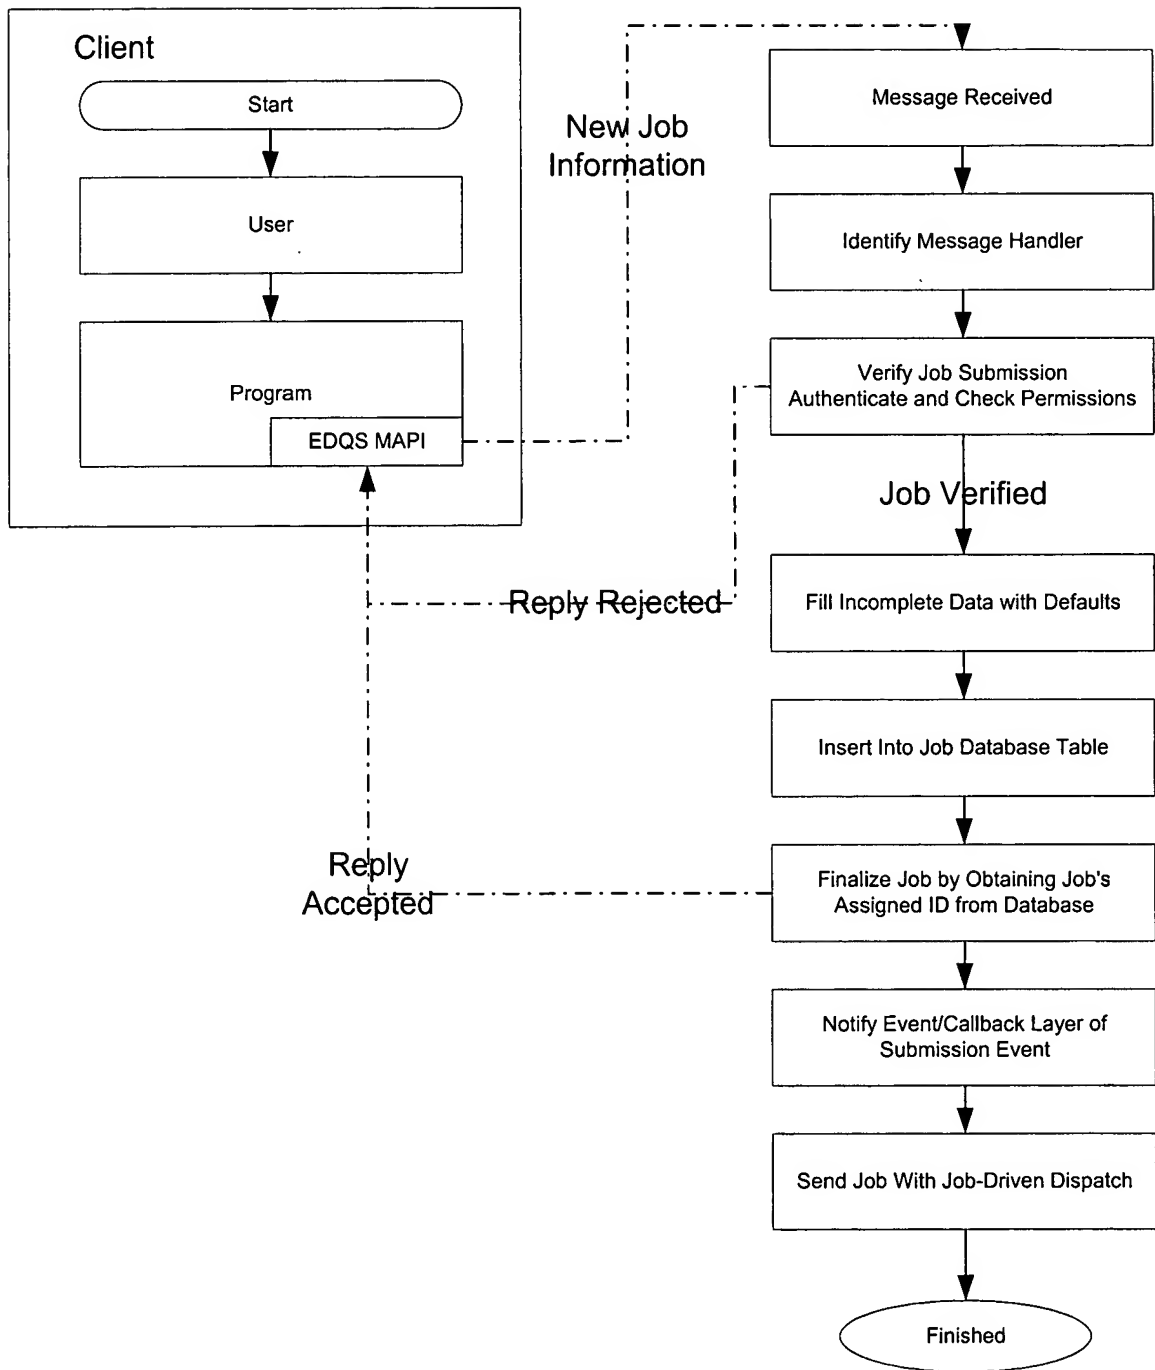 Client
Start
User
Program
EDQS MAPI
New Job
Information
Message Received
Identify Message Handler
Verify Job Submission
Authenticate and Check Permissions
Job Verified
Reply Rejected
Fill Incomplete Data with Defaults
Insert Into Job Database Table
Reply
Accepted
Finalize Job by Obtaining Job's
Assigned ID from Database
Notify Event/Callback Layer of
Submission Event
Send Job With Job-Driven Dispatch
Finished